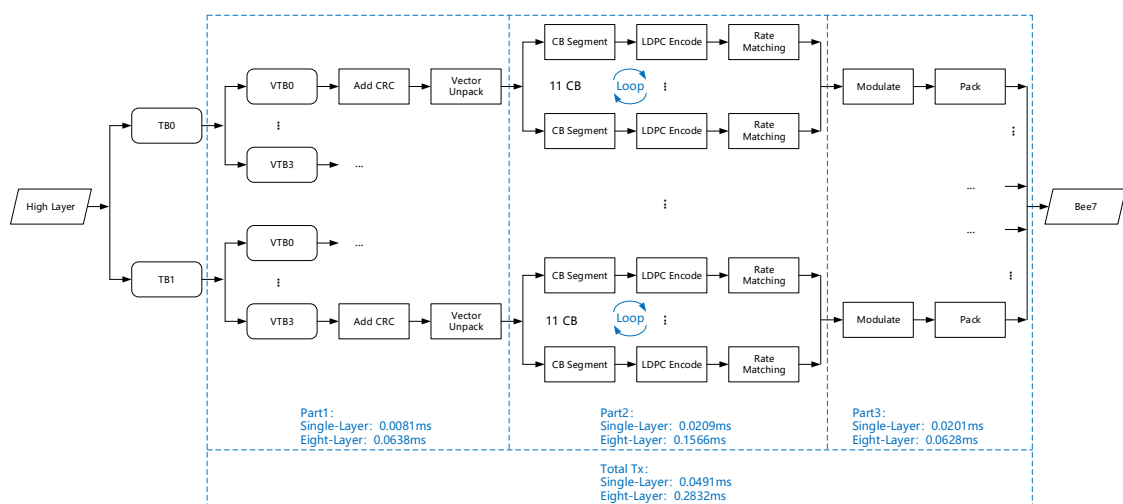 High Layer
TB0
VTB0
Add CRC
Vector
Unpack
⋮
VTB3
...
CB Segment
LDPC Encode
Rate
Matching
11 CB
Loop
⋮
CB Segment
LDPC Encode
Rate
Matching
Modulate
Pack
⋮
...
...
⋮
Bee7
⋮
TB1
VTB0
...
⋮
VTB3
Add CRC
Vector
Unpack
CB Segment
LDPC Encode
Rate
Matching
11 CB
Loop
⋮
CB Segment
LDPC Encode
Rate
Matching
Modulate
Pack
Part1:
Single-Layer: 0.0081ms
Eight-Layer: 0.0638ms
Part2:
Single-Layer: 0.0209ms
Eight-Layer: 0.1566ms
Part3:
Single-Layer: 0.0201ms
Eight-Layer: 0.0628ms
Total Tx:
Single-Layer: 0.0491ms
Eight-Layer: 0.2832ms